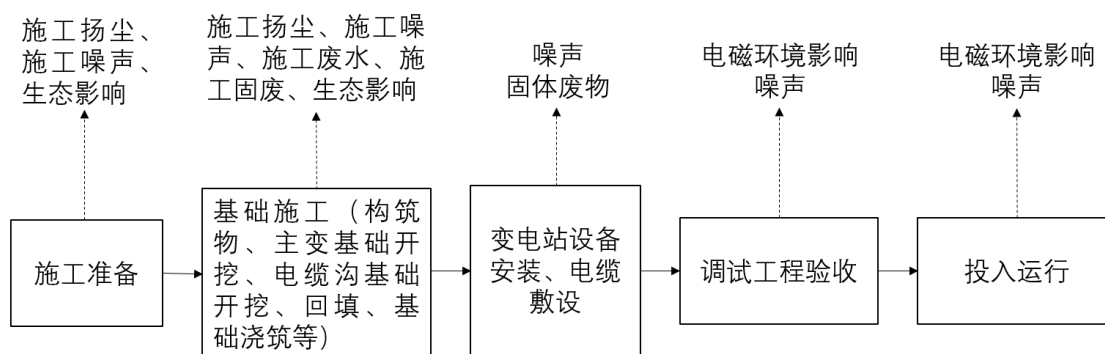 施工扬尘、
施工噪声、
生态影响
施工扬尘、施工噪
声、施工废水、施
工固废、生态影响
噪声
固体废物
电磁环境影响
噪声
电磁环境影响
噪声
施工准备
基础施工（构筑
物、主变基础开
挖、电缆沟基础
开挖、回填、基
础浇筑等）
变电站设备
安装、电缆
敷设
调试工程验收
投入运行